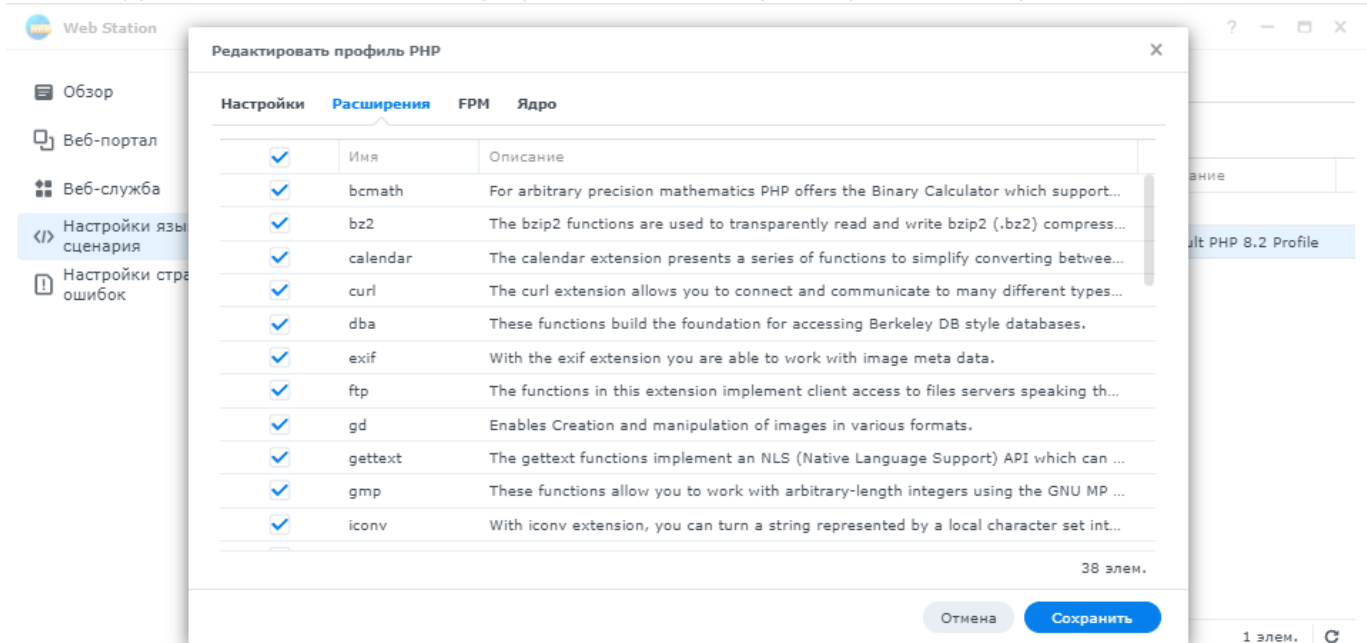 Web Station
Редактировать профиль PHP
Обзор
Веб-портал
Веб-служба
Настройки язы
сценария
Настройки стра
ошибок
Настройки Расширения FPM Ядро
Имя Описание
bcmath For arbitrary precision mathematics PHP offers the Binary Calculator which support...
bz2 The bzip2 functions are used to transparently read and write bzip2 (.bz2) compress...
calendar The calendar extension presents a series of functions to simplify converting betwee...
curl The curl extension allows you to connect and communicate to many different types...
dba These functions build the foundation for accessing Berkeley DB style databases.
exif With the exif extension you are able to work with image meta data.
ftp The functions in this extension implement client access to files servers speaking th...
gd Enables Creation and manipulation of images in various formats.
gettext The gettext functions implement an NLS (Native Language Support) API which can ...
gmp These functions allow you to work with arbitrary-length integers using the GNU MP ...
iconv With iconv extension, you can turn a string represented by a local character set int...
38 элем.
Отмена Сохранить
ание
ult PHP 8.2 Profile
1 элем.